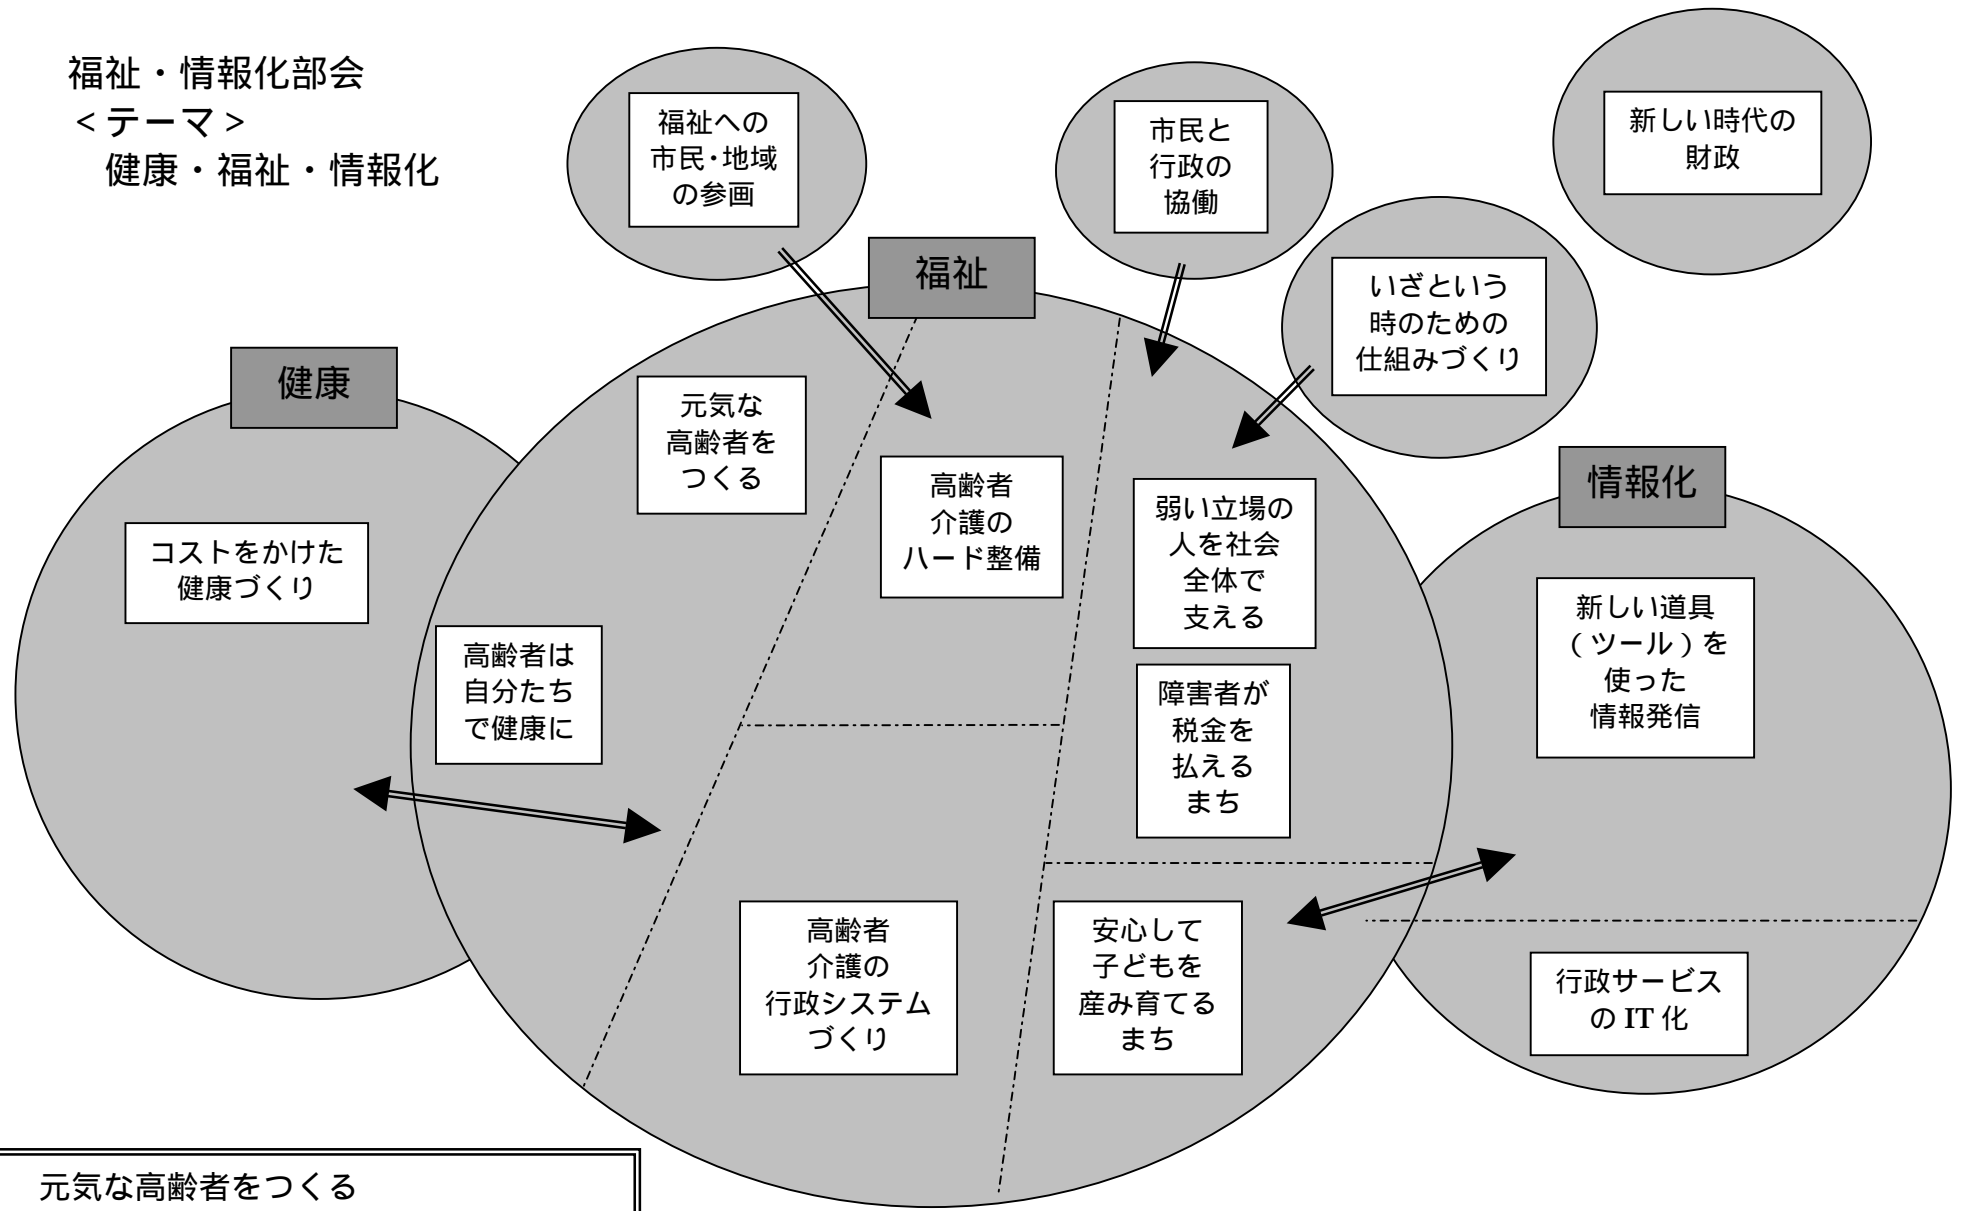 福祉・情報化部会
<テーマ>
健康・福祉・情報化
福祉への
市民・地域
の参画
市民と
行政の
協働
新しい時代の
財政
いざという
時のための
仕組みづくり
福祉
健康
情報化
元気な
高齢者を
つくる
高齢者
介護の
ハード整備
弱い立場の
人を社会
全体で
支える
コストをかけた
健康づくり
高齢者は
自分たち
で健康に
障害者が
税金を
払える
まち
新しい道具
(ツール)を
使った
情報発信
高齢者
介護の
行政システム
づくり
安心して
子どもを
産み育てる
まち
行政サービス
の IT 化
元気な高齢者をつくる